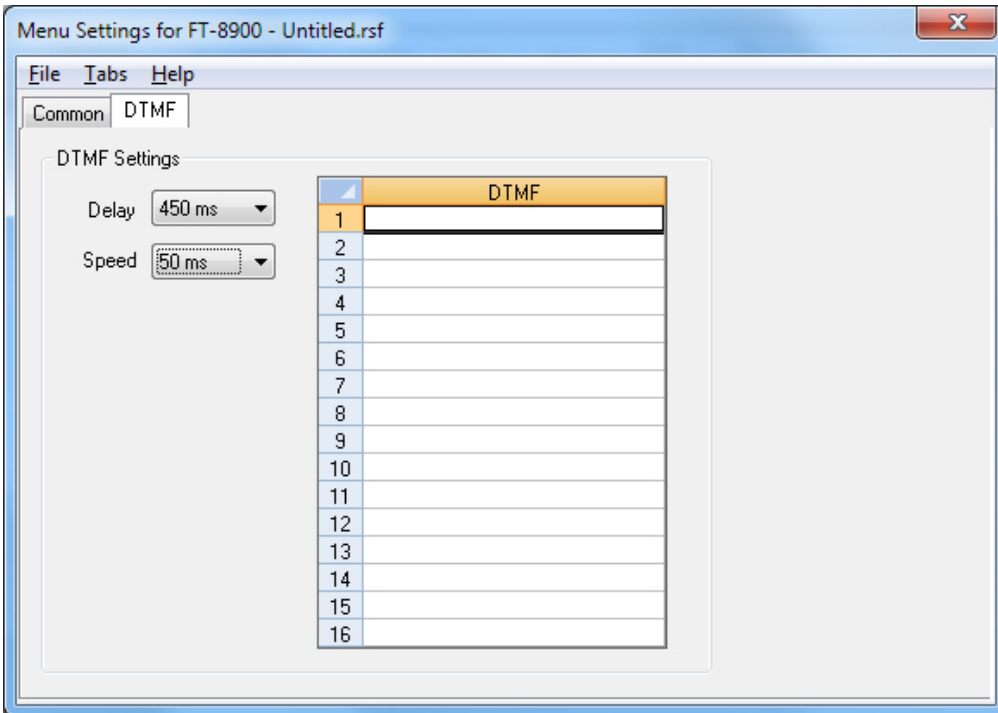 Menu Settings for FT-8900 - Untitled.rsf
File Tabs Help
Common DTMF
DTMF Settings
Delay 450 ms
Speed 50 ms
DTMF
1
2
3
4
5
6
7
8
9
10
11
12
13
14
15
16